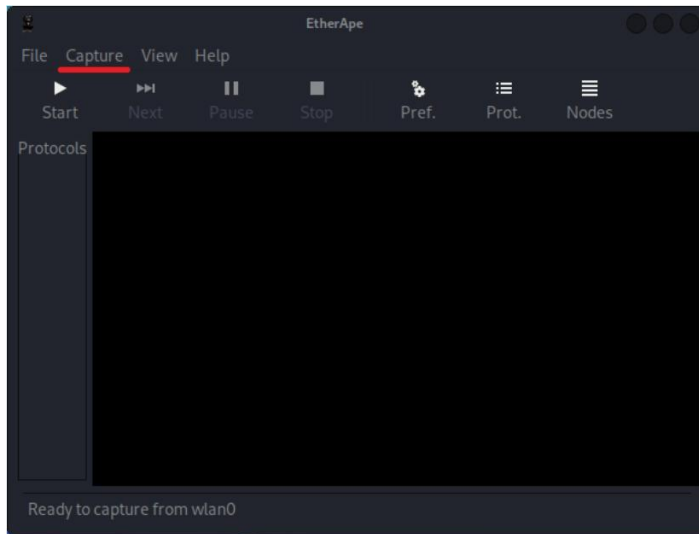 EtherApe
File Capture View Help
Start Next Pause Stop Pref. Prot. Nodes
Protocols
Ready to capture from wlan0